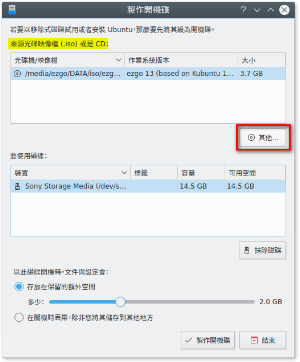 製作開機碟
若要以移除式磁碟試用或者安裝 Ubuntu，那麼要先將其設為開機碟。
來源光碟映像檔 (.iso) 或是 CD:
光碟機/映像檔 作業系統版本 大小
/media/ezgo/DATA/iso/ezg... ezgo 13 (based on Kubuntu 1... 3.7 GB
其他...
要使用磁碟：
裝置 標籤 容量 可用空間
Sony Storage Media (/dev/s... 14.5 GB 14.5 GB
抹除磁碟
以此磁碟開機時，文件與設定會：
存放在保留的額外空間
多少： 2.0 GB
在關機時丟棄，除非您將其儲存到其他地方
製作開機碟 結束